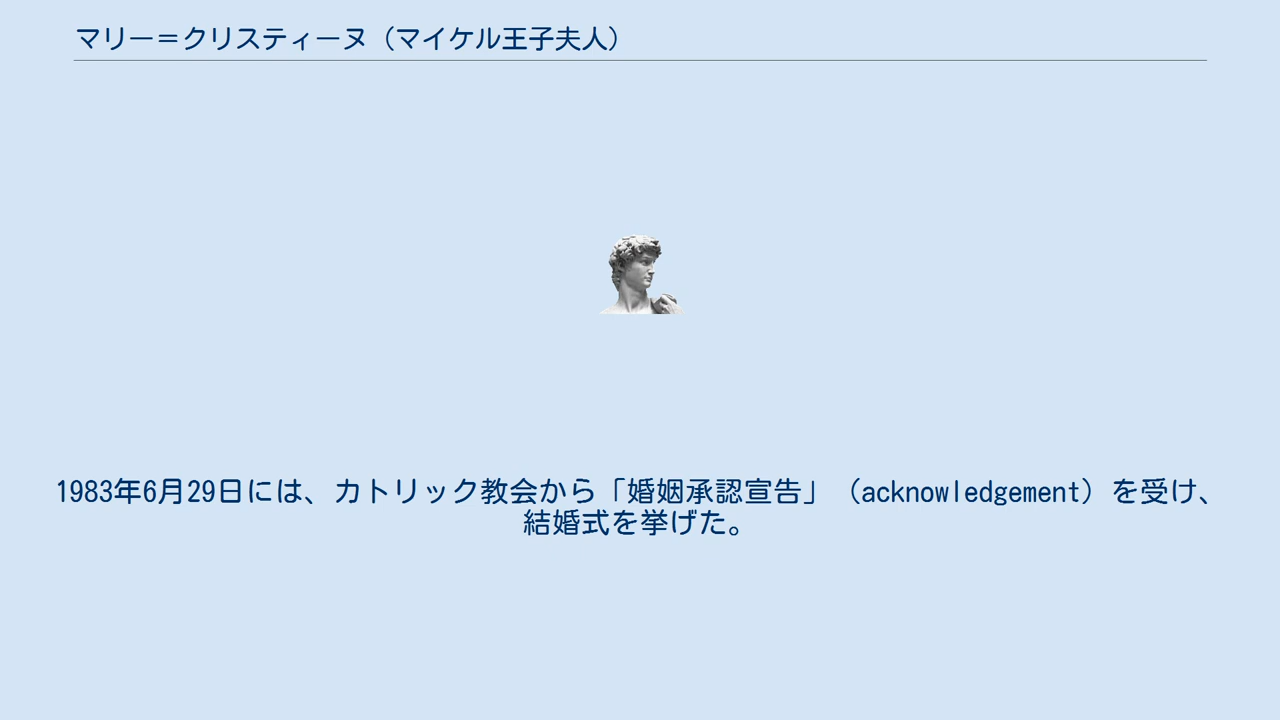 マリー＝クリスティーヌ（マイケル王子夫人）
1983年6月29日には、カトリック教会から「婚姻承認宣告」（acknowledgement）を受け、
結婚式を挙げた。